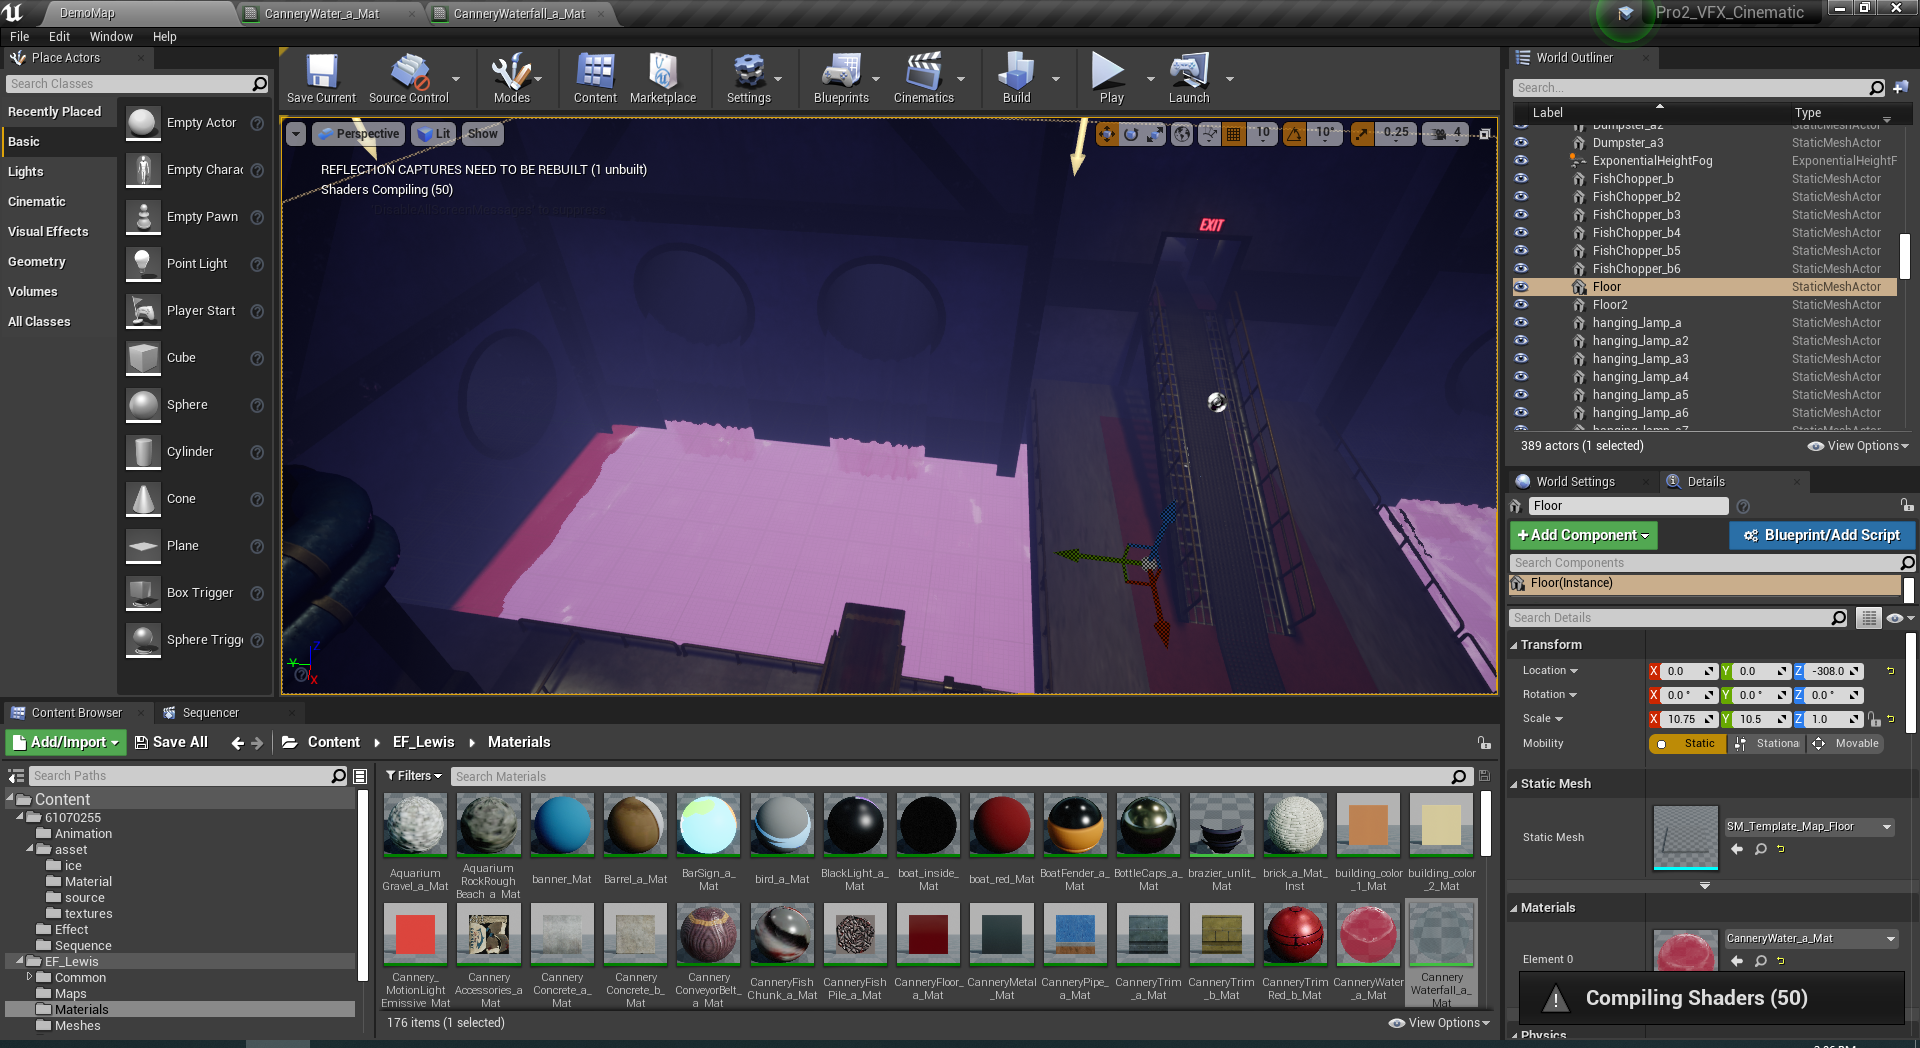 DemoMap
CanneryWater_a_Mat
CanneryWaterfall_a_Mat
Pro2_VFX_Cinematic
File Edit Window Help
Place Actors
Search Classes
Recently Placed
Basic
Lights
Cinematic
Visual Effects
Geometry
Volumes
All Classes
Empty Actor
Empty Charac
Empty Pawn
Point Light
Player Start
Cube
Sphere
Cylinder
Cone
Plane
Box Trigger
Sphere Trigge
Save Current
Source Control
Modes
Content
Marketplace
Settings
Blueprints
Cinematics
Build
Play
Launch
Perspective
Lit
Show
10
10°
0.25
4
REFLECTION CAPTURES NEED TO BE REBUILT (1 unbuilt)
Shaders Compiling (50)
'DisableAllScreenMessages' to suppress
EXIT
World Outliner
Search...
Label
Type
Dumpster_a2
Dumpster_a3 StaticMeshActor
ExponentialHeightFog ExponentialHeightF
FishChopper_b StaticMeshActor
FishChopper_b2 StaticMeshActor
FishChopper_b3 StaticMeshActor
FishChopper_b4 StaticMeshActor
FishChopper_b5 StaticMeshActor
FishChopper_b6 StaticMeshActor
Floor StaticMeshActor
Floor2 StaticMeshActor
hanging_lamp_a StaticMeshActor
hanging_lamp_a2 StaticMeshActor
hanging_lamp_a3 StaticMeshActor
hanging_lamp_a4 StaticMeshActor
hanging_lamp_a5 StaticMeshActor
hanging_lamp_a6 StaticMeshActor
hanging_lamp_a7 StaticMeshActor
389 actors (1 selected)
View Options
World Settings
Details
Floor
+Add Component
Blueprint/Add Script
Search Components
Floor(Instance)
Search Details
Transform
Location X 0.0 Y 0.0 Z -308.0
Rotation X 0.0 ° Y 0.0 ° Z 0.0 °
Scale X 10.75 Y 10.5 Z 1.0
Mobility Static Stationa Movable
Static Mesh
Static Mesh
SM_Template_Map_Floor
Materials
CanneryWater_a_Mat
Element 0
Compiling Shaders (50)
Physics
Content Browser
Sequencer
Add/Import
Save All
Content
EF_Lewis
Materials
Search Paths
Filters
Search Materials
Content
61070255
Animation
asset
ice
Material
source
textures
Effect
Sequence
EF_Lewis
Common
Maps
Materials
Meshes
Aquarium Gravel_a_Mat
Aquarium RockRough Beach_a_Mat
banner_Mat
Barrel_a_Mat
BarSign_a_Mat
bird_a_Mat
BlackLight_a_Mat
boat_inside_Mat
boat_red_Mat
BoatFender_a_Mat
BottleCaps_a_Mat
brazier_unlit_Mat
brick_a_Mat_Inst
building_color_1_Mat
building_color_2_Mat
Cannery_MotionLight Emissive_Mat
Cannery Accessories_a_Mat
Cannery Concrete_a_Mat
Cannery Concrete_b_Mat
Cannery ConveyorBelt_a_Mat
CanneryFish Chunk_a_Mat
CanneryFish Pile_a_Mat
CanneryFloor_a_Mat
CanneryMetal_Mat
CanneryPipe_a_Mat
CanneryTrim_a_Mat
CanneryTrim_b_Mat
CanneryTrim Red_b_Mat
CanneryWater_a_Mat
Cannery Waterfall_a_Mat
176 items (1 selected)
View Options